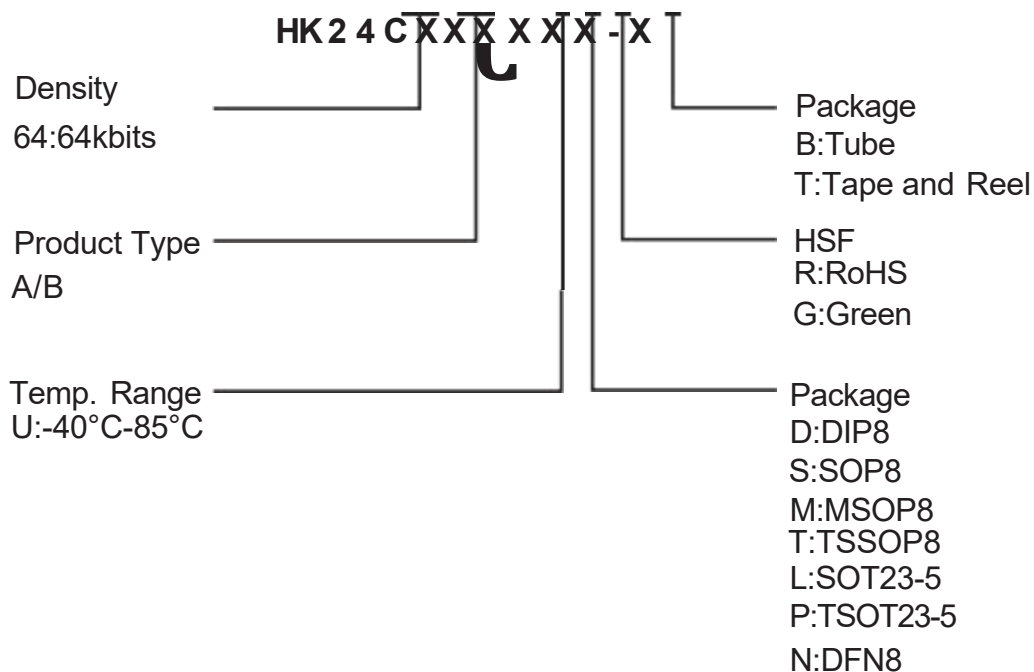 HK24CXXXXXX-X
Density
64:64kbits
Product Type
A/B
Temp. Range
U:-40°C-85°C
Package
B:Tube
T:Tape and Reel
HSF
R:RoHS
G:Green
Package
D:DIP8
S:SOP8
M:MSOP8
T:TSSOP8
L:SOT23-5
P:TSOT23-5
N:DFN8